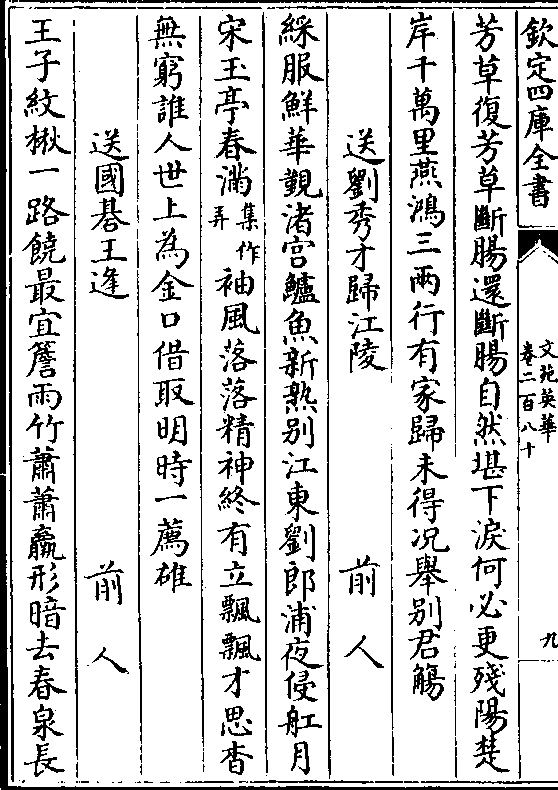 欽定四庫全書
文苑英華
卷二百八十
九
芳草復芳草斷腸還斷腸自然堪下淚何必更殘陽楚
岸千萬里燕鴻三兩行有家歸未得况舉别君觴
送劉秀才歸江陵 前人
綵服鮮華覲渚宫鱸魚新熟别江東劉郎浦夜侵舡月
宋玉亭春滿集作弄袖風落落精神終有立飄飄才思杳
無窮誰人世上為金口借取明時一薦雄
送國碁王逢 前人
王子紋楸一路饒最宜簷雨竹蕭蕭羸形暗去春泉長